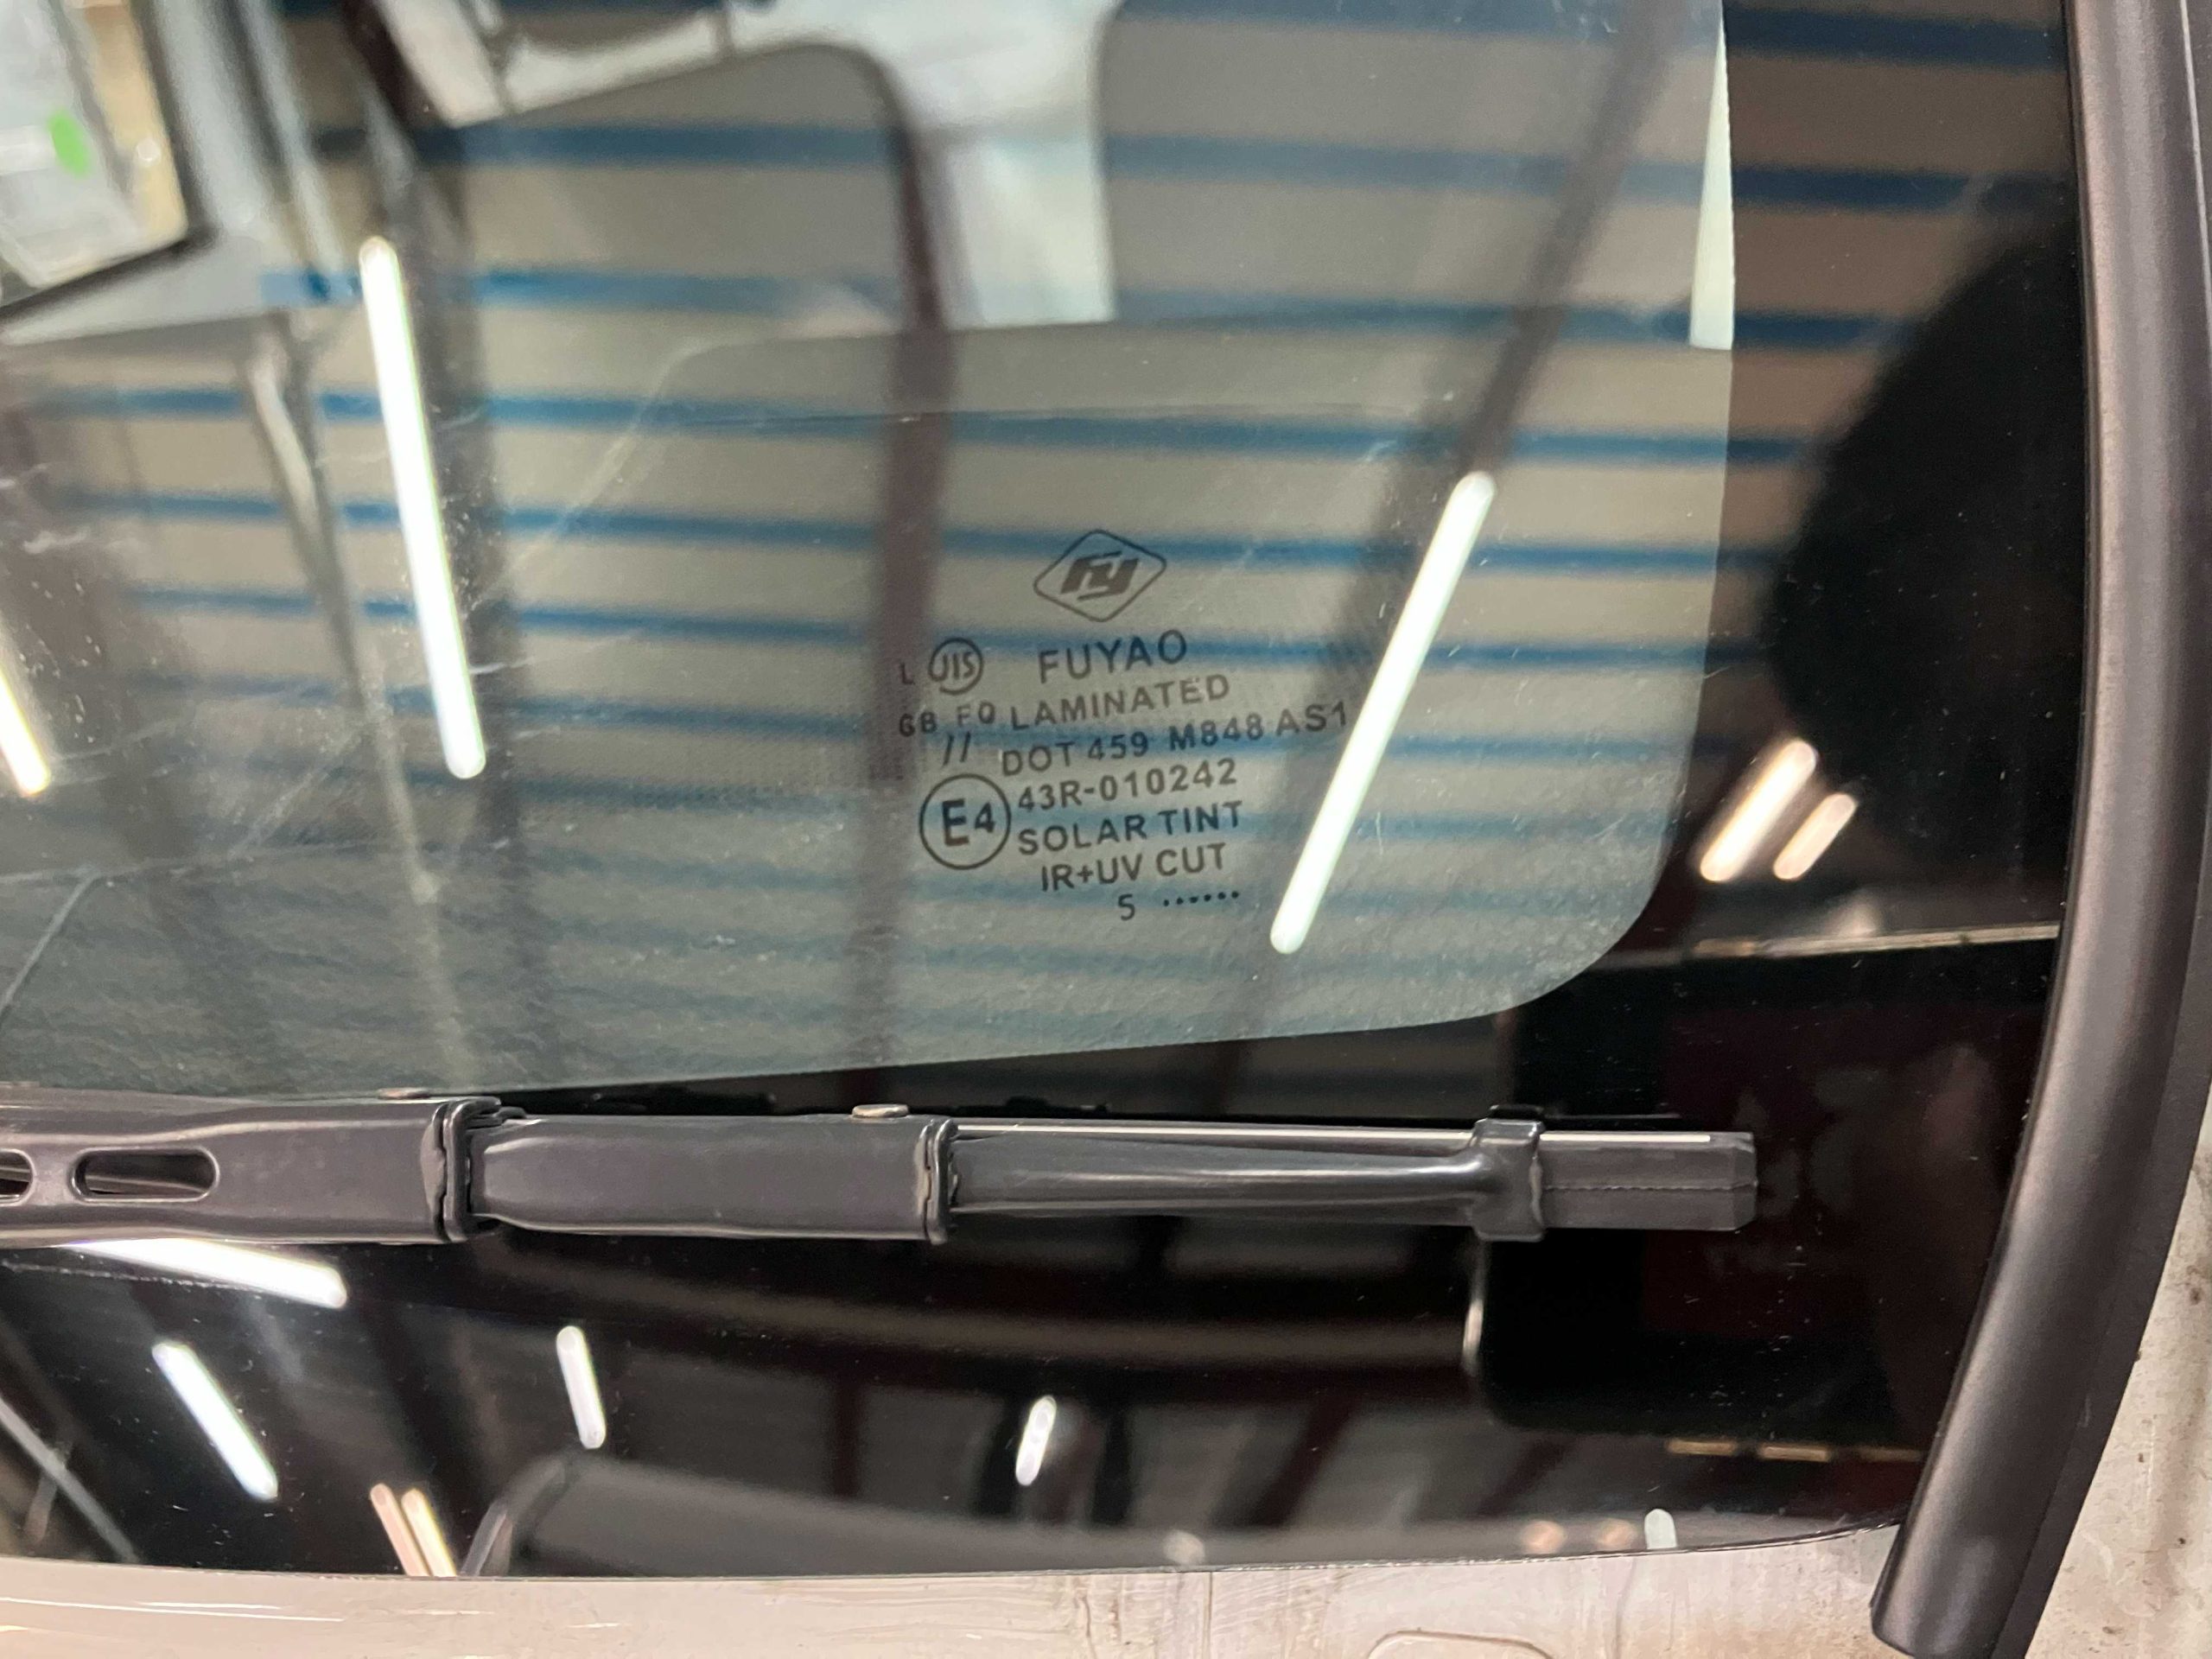 FY
L JIS FUYAO
GB FQ LAMINATED
// DOT 459 M848 AS1
E4 43R-010242
SOLAR TINT
IR+UV CUT
5 ......